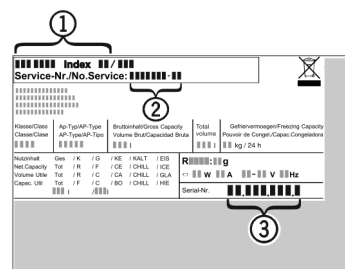 1
Index /
Service-Nr./No.Service: -
2
Klasse/Class
Classe/Clase
Ap-Typ/AP-Type
AP-Type/AP-Tipo
Bruttoinhalt/Gross Capacity
Volume Brut/Capacidad Bruta
l
Total
volume
l
Gefriervermoegen/Freezing Capacity
Pouvoir de Congel./Capac.Congeladora
kg / 24 h
Nutzinhalt Ges / K / G / KE / KALT / EIS
Net.Capacity Tot / R / F / CE / CHILL / ICE
Volume Utile Tot / R / C / CA / CHILL / GLA
Capac. Util Tot / F / C / BO / CHILL / HIE
l / l
R : g
W A - V Hz
Serial-Nr. . . .
3